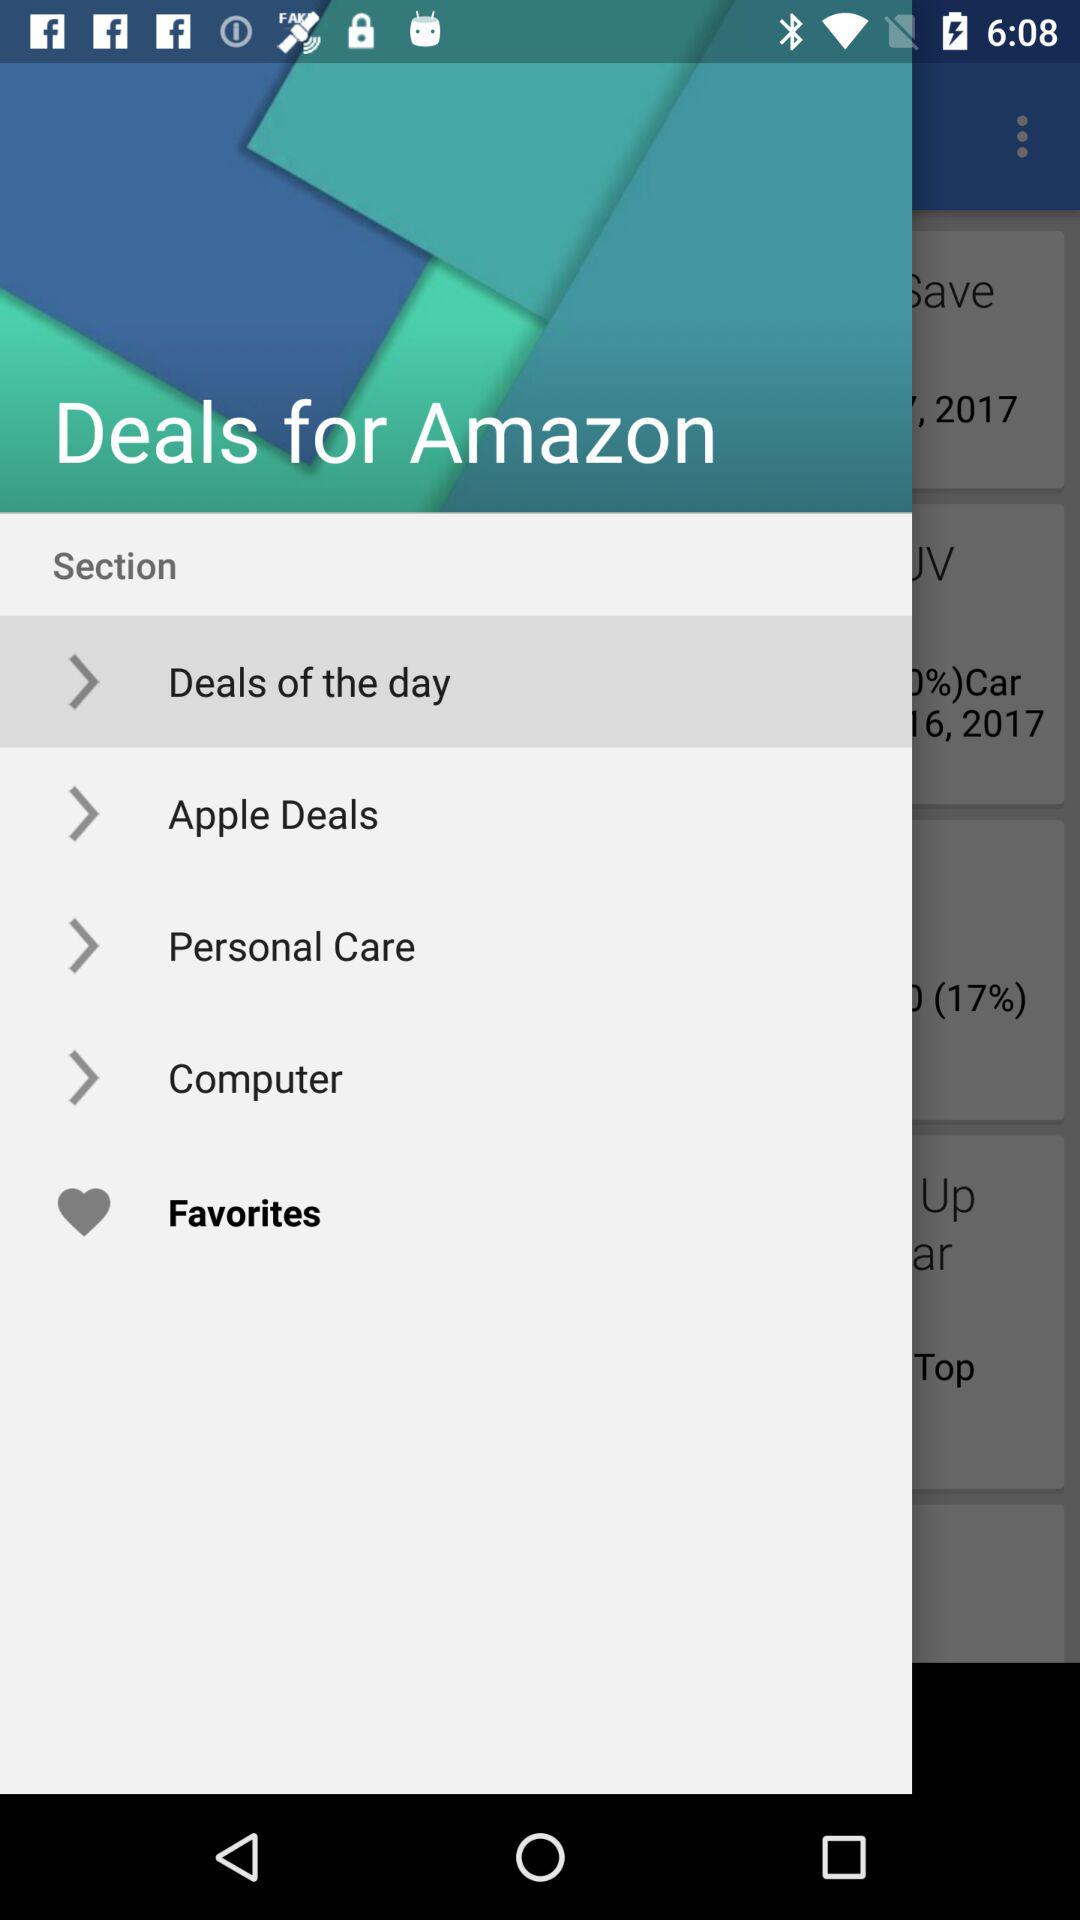 FAKE
6:08
Deals for Amazon
Section
Deals of the day
Apple Deals
Personal Care
Computer
Favorites
Save
, 2017
UV
0%)Car
16, 2017
0 (17%)
Up
ar
Top